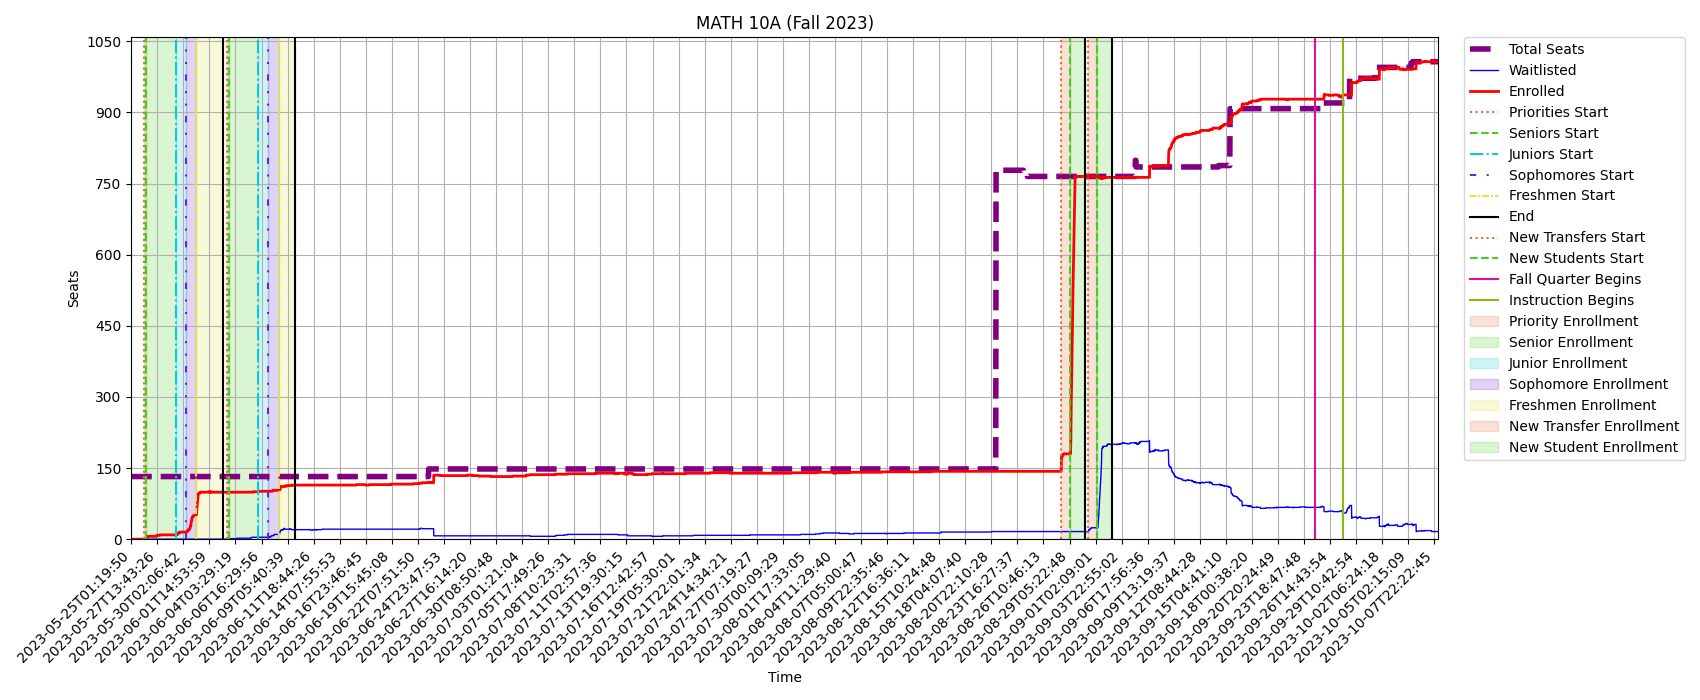 MATH 10A (Fall 2023)
1050
900
750
600
450
300
150
0
Seats
2023-05-25T01:19:50
2023-05-27T13:43:26
2023-05-30T02:06:42
2023-06-01T14:53:59
2023-06-04T03:29:19
2023-06-06T16:29:56
2023-06-09T05:40:39
2023-06-11T18:44:26
2023-06-14T07:55:53
2023-06-16T23:46:45
2023-06-19T15:45:08
2023-06-22T07:51:50
2023-06-24T23:47:53
2023-06-27T16:14:20
2023-06-30T08:50:48
2023-07-03T01:21:04
2023-07-05T17:49:26
2023-07-08T10:23:31
2023-07-11T02:57:36
2023-07-13T19:30:15
2023-07-16T12:42:57
2023-07-19T05:30:01
2023-07-21T22:01:34
2023-07-24T14:34:21
2023-07-27T07:19:27
2023-07-30T00:09:29
2023-08-01T17:33:05
2023-08-04T11:29:40
2023-08-07T05:00:47
2023-08-09T22:35:46
2023-08-12T16:36:11
2023-08-15T10:24:48
2023-08-18T04:07:40
2023-08-20T22:10:28
2023-08-23T16:27:37
2023-08-26T10:46:13
2023-08-29T05:22:48
2023-09-01T02:09:01
2023-09-03T22:55:02
2023-09-06T17:56:36
2023-09-09T13:19:37
2023-09-12T08:44:28
2023-09-15T04:41:10
2023-09-18T00:38:20
2023-09-20T20:24:49
2023-09-23T18:47:48
2023-09-26T14:43:54
2023-09-29T10:42:54
2023-10-02T06:24:18
2023-10-05T02:15:09
2023-10-07T22:22:45
Time
Total Seats
Waitlisted
Enrolled
Priorities Start
Seniors Start
Juniors Start
Sophomores Start
Freshmen Start
End
New Transfers Start
New Students Start
Fall Quarter Begins
Instruction Begins
Priority Enrollment
Senior Enrollment
Junior Enrollment
Sophomore Enrollment
Freshmen Enrollment
New Transfer Enrollment
New Student Enrollment